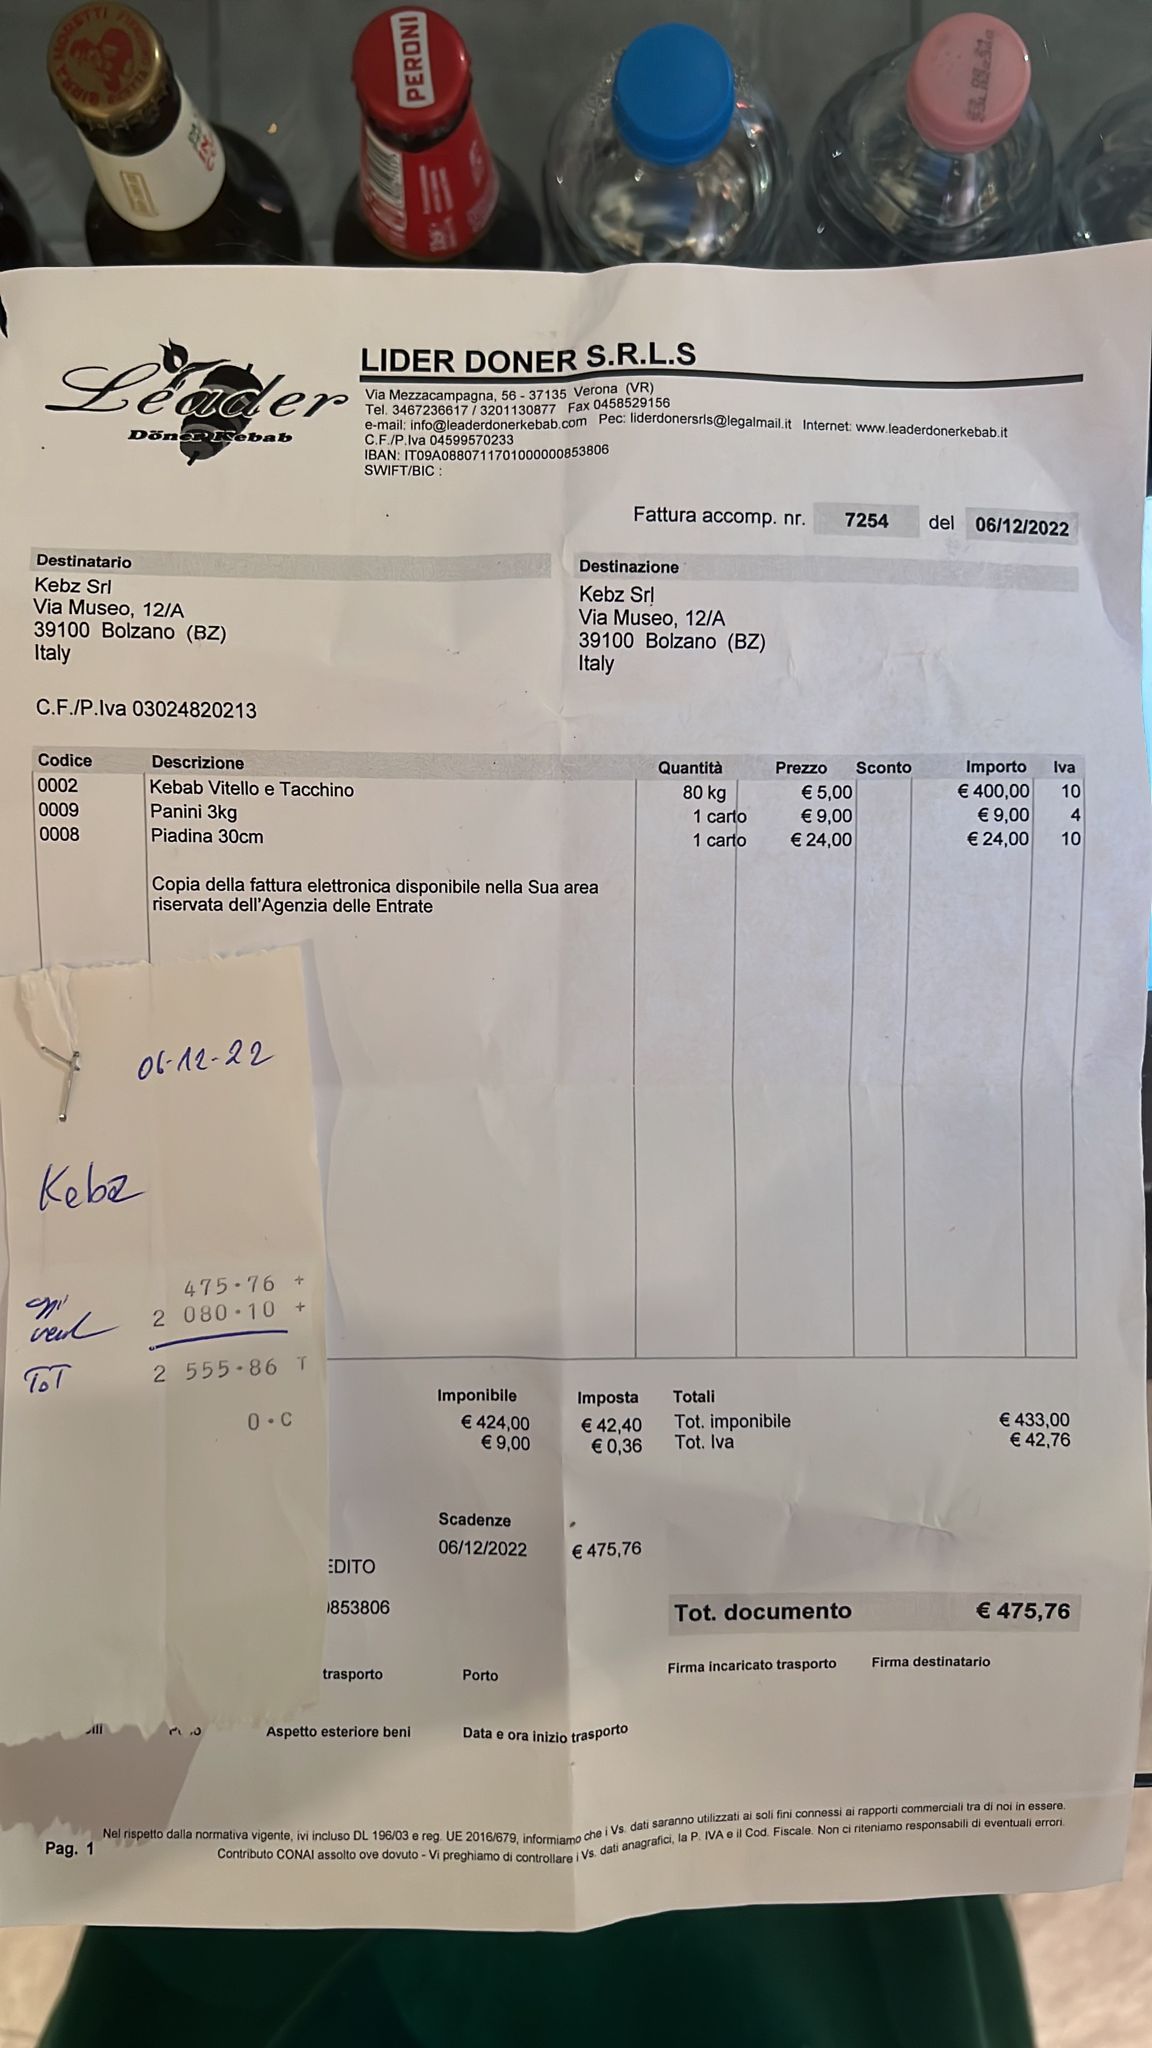 BIRRA MORETTI
PERONI
Leader
Döner Kebab
LIDER DONER S.R.L.S
Via Mezzacampagna, 56 - 37135 Verona (VR)
Tel. 3467236617 / 3201130877 Fax 0458529156
e-mail: info@leaderdonerkebab.com Pec: liderdonersrls@legalmail.it Internet: www.leaderdonerkebab.it
C.F./P.Iva 04599570233
IBAN: IT09A0880711701000000853806
SWIFT/BIC :
Fattura accomp. nr. 7254 del 06/12/2022
Destinatario
Kebz Srl
Via Museo, 12/A
39100 Bolzano (BZ)
Italy
C.F./P.Iva 03024820213
Destinazione
Kebz Srl
Via Museo, 12/A
39100 Bolzano (BZ)
Italy
Codice Descrizione Quantità Prezzo Sconto Importo Iva
0002 Kebab Vitello e Tacchino 80 kg € 5,00 € 400,00 10
0009 Panini 3kg 1 carto € 9,00 € 9,00 4
0008 Piadina 30cm 1 carto € 24,00 € 24,00 10
Copia della fattura elettronica disponibile nella Sua area
riservata dell'Agenzia delle Entrate
06-12-22
Kebz
475·76 +
2 080·10 +
TOT 2 555·86 T
0·C
Imponibile Imposta Totali
€ 424,00 € 42,40 Tot. imponibile € 433,00
€ 9,00 € 0,36 Tot. Iva € 42,76
Scadenze
06/12/2022 € 475,76
EDITO
0853806
Tot. documento € 475,76
trasporto Porto Firma incaricato trasporto Firma destinatario
Aspetto esteriore beni Data e ora inizio trasporto
Nel rispetto dalla normativa vigente, ivi incluso DL 196/03 e reg. UE 2016/679, informiamo che i Vs. dati saranno utilizzati ai soli fini connessi ai rapporti commerciali tra di noi in essere.
Pag. 1 Contributo CONAI assolto ove dovuto - Vi preghiamo di controllare i Vs. dati anagrafici, la P. IVA e il Cod. Fiscale. Non ci riteniamo responsabili di eventuali errori.